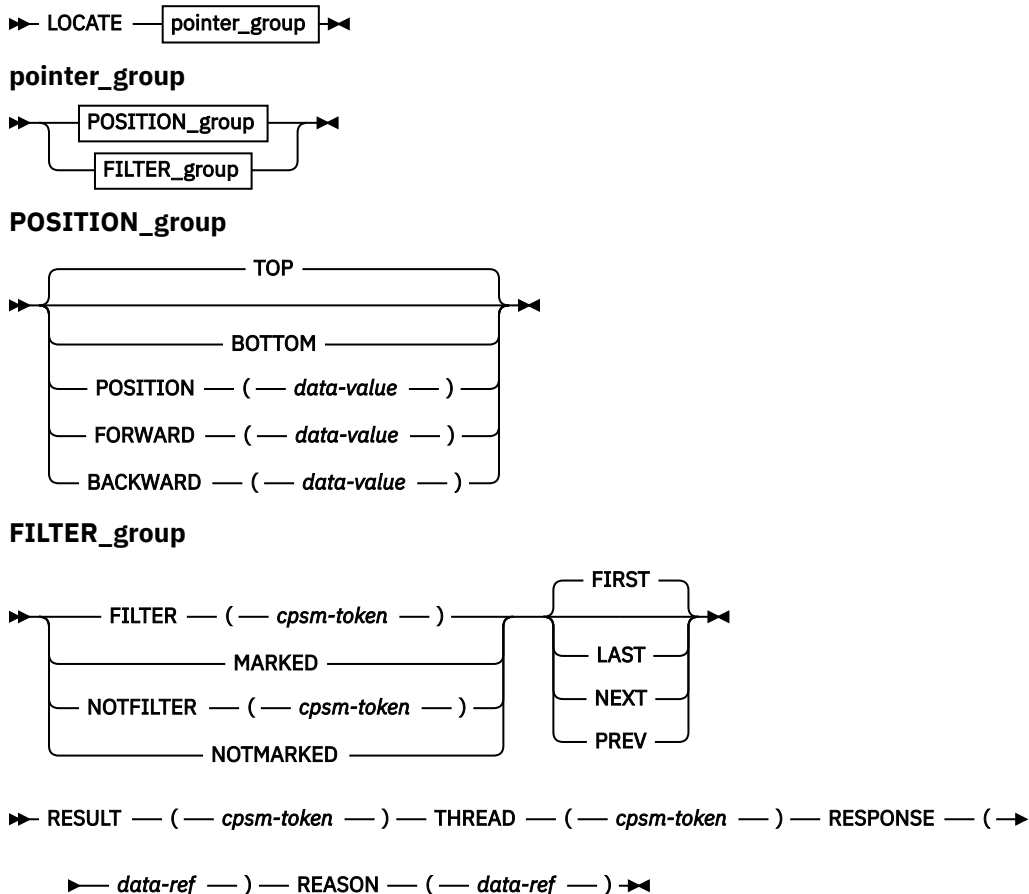 LOCATE pointer_group
pointer_group
POSITION_group
FILTER_group
POSITION_group
TOP
BOTTOM
POSITION ( data-value )
FORWARD ( data-value )
BACKWARD ( data-value )
FILTER_group
FIRST
FILTER ( cpsm-token )
MARKED
LAST
NOTFILTER ( cpsm-token )
NEXT
NOTMARKED
PREV
RESULT ( cpsm-token ) THREAD ( cpsm-token ) RESPONSE (
data-ref ) REASON ( data-ref )